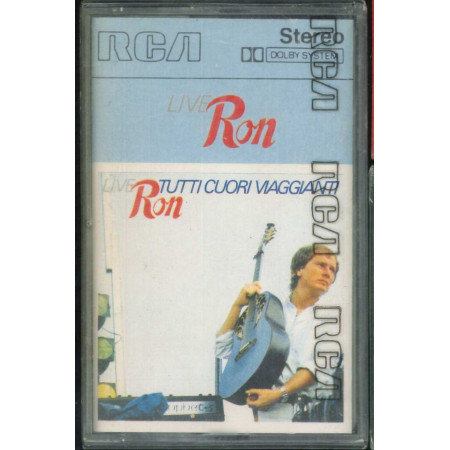 RCA
Stereo
DOLBY SYSTEM
LIVE
Ron
LIVE
Ron
TUTTI CUORI VIAGGIANTI
RCA
RCA
RCA